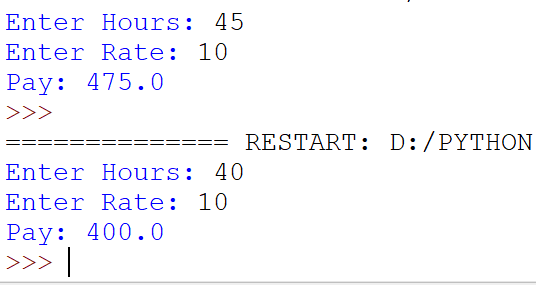 Enter Hours: 45
Enter Rate: 10
Pay: 475.0
>>>
============== RESTART: D:/PYTHON
Enter Hours: 40
Enter Rate: 10
Pay: 400.0
>>>